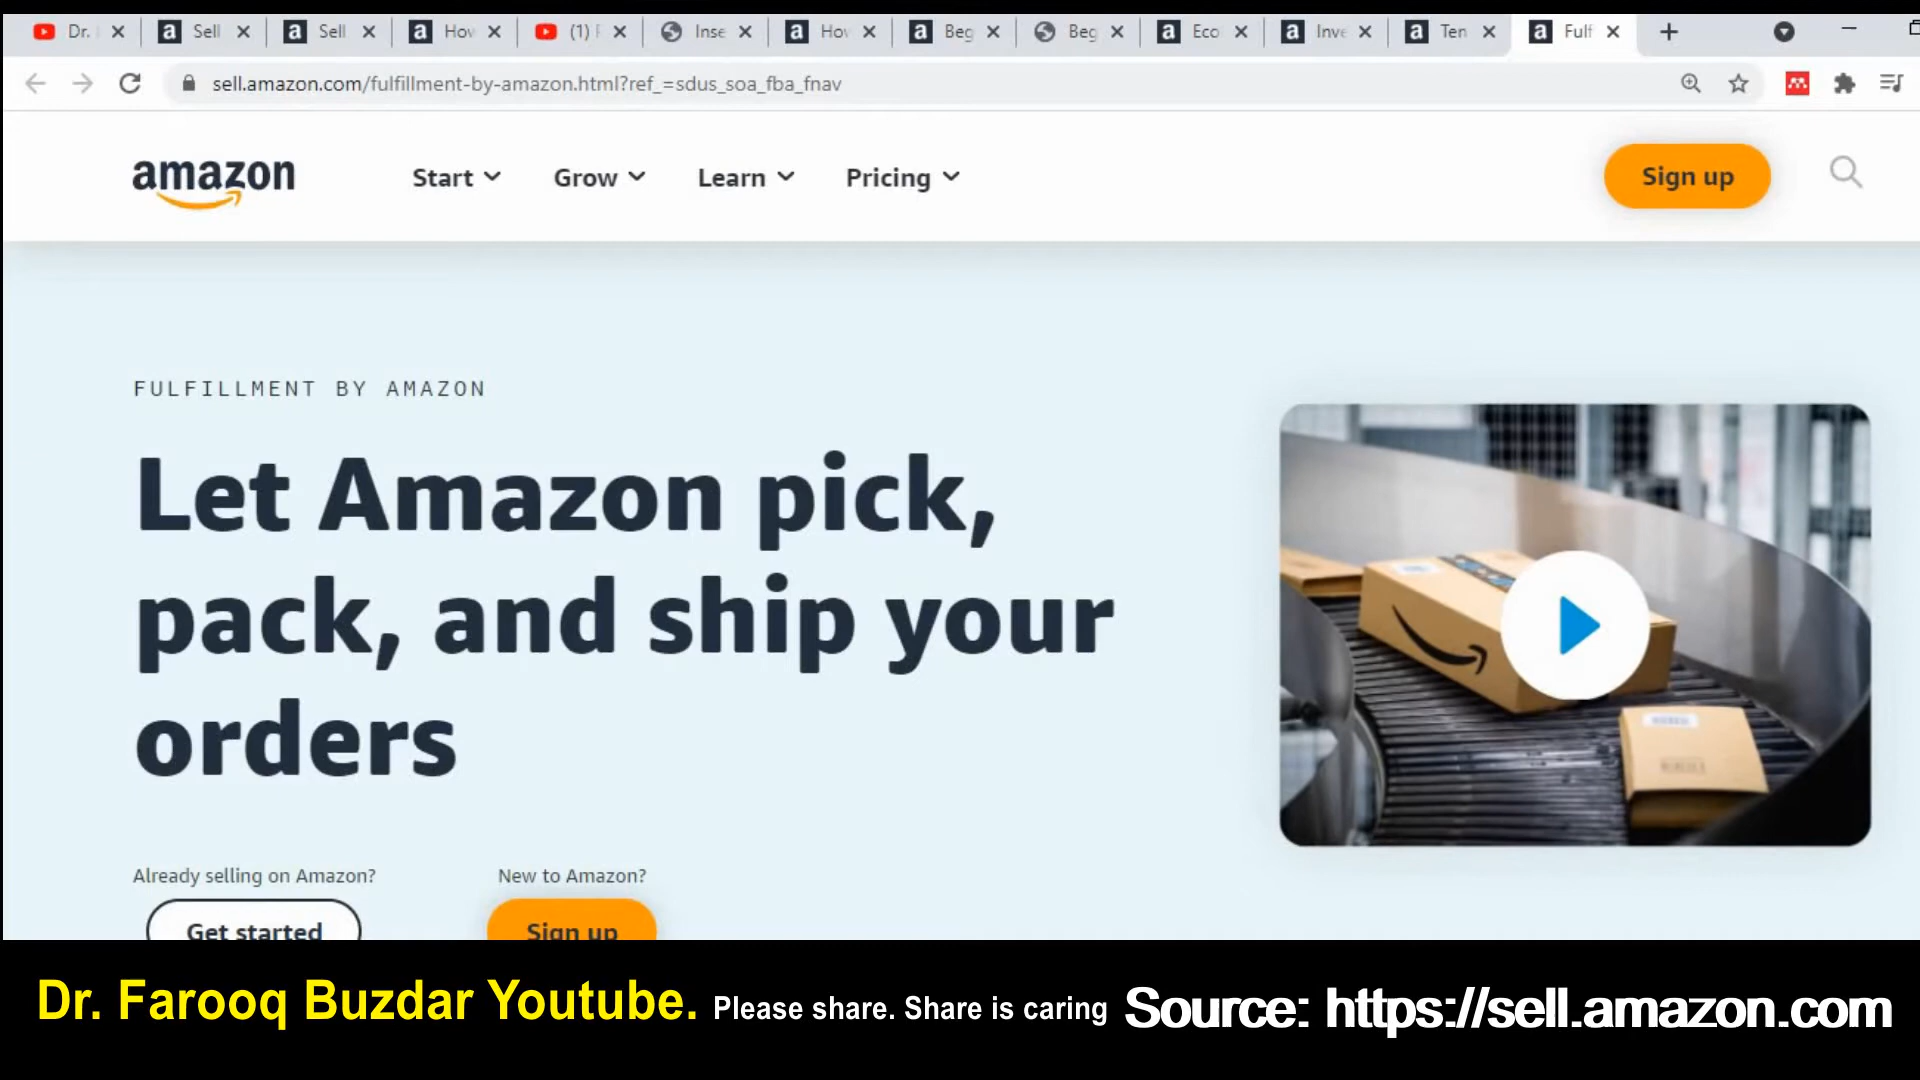 Dr.
Sell
Sell
How
(1)
Inse
How
Beg
Beg
Eco
Inve
Ten
Fulf
sell.amazon.com/fulfillment-by-amazon.html?ref_=sdus_soa_fba_fnav
amazon
Start
Grow
Learn
Pricing
Sign up
FULFILLMENT BY AMAZON
Let Amazon pick,
pack, and ship your
orders
Already selling on Amazon?
New to Amazon?
Get started
Sign up
Dr. Farooq Buzdar Youtube. Please share. Share is caring Source: https://sell.amazon.com